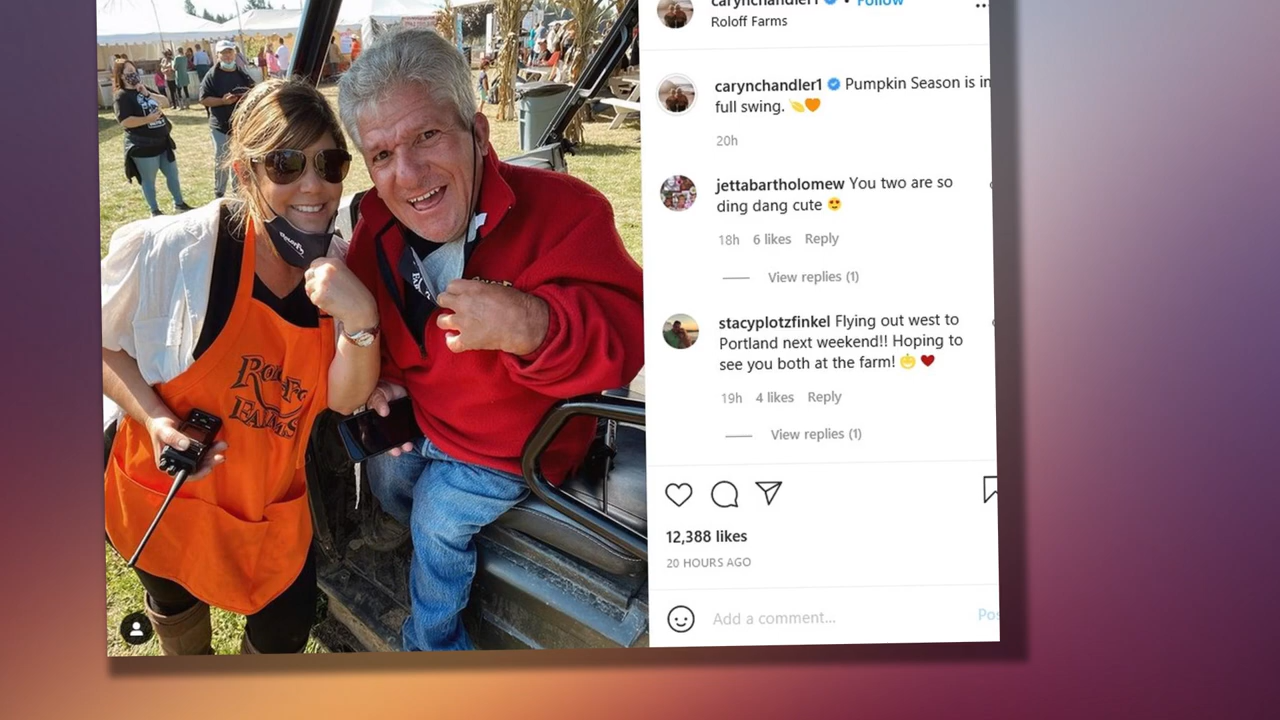 carynchandler1 • Follow
Roloff Farms
carynchandler1 Pumpkin Season is in
full swing.
20h
jettabartholomew You two are so
ding dang cute
18h 6 likes Reply
View replies (1)
stacyplotzfinkel Flying out west to
Portland next weekend!! Hoping to
see you both at the farm!
19h 4 likes Reply
View replies (1)
12,388 likes
20 HOURS AGO
Add a comment...
Pos
FARMS